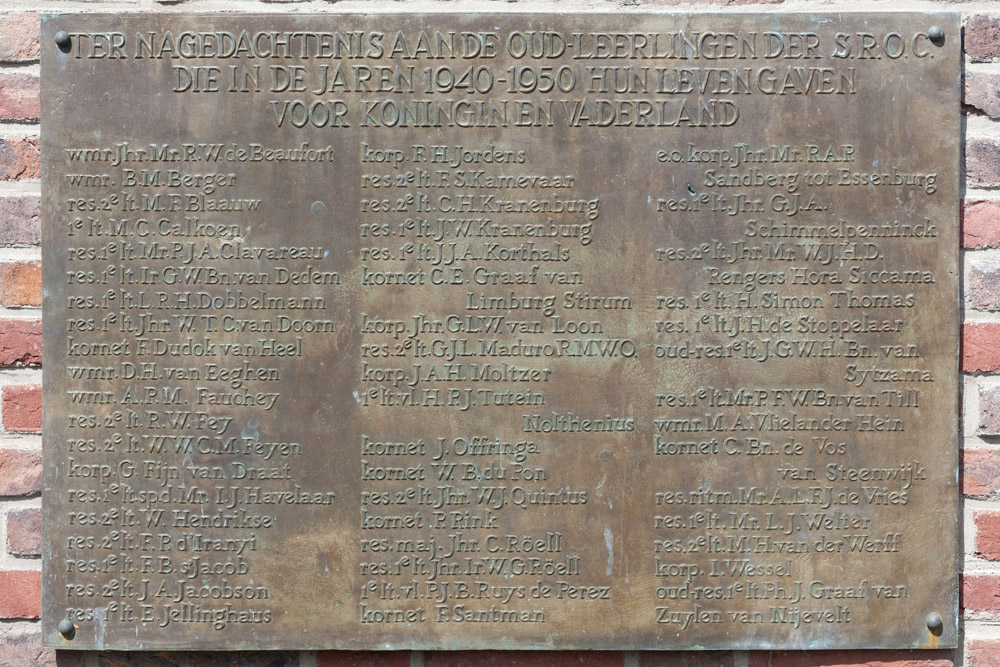 TER NAGEDACHTENIS AAN DE OUD-LEERLINGEN DER S.R.O.C.
DIE IN DE JAREN 1940-1950 HUN LEVEN GAVEN
VOOR KONINGIN EN VADERLAND
wmr. Jhr. Mr. R.W. de Beaufort
wmr. B.M. Berger
res. 2e lt. M.F. Blaauw
1e lt. M.C. Calkoen
res. 1e lt. Mr. P.J.A. Clavareau
res. 1e lt. Ir. G.W. Bn. van Dedem
res. 1e lt. L.R.H. Dobbelmann
res. 1e lt. Jhr. W.T.C. van Doorn
kornet F. Dudok van Heel
wmr. D.H. van Eeghen
wmr. A.P.M. Fauchey
res. 2e lt. R.W. Fey
res. 2e lt. W.W.C.M. Feyen
korp. G. Fijn van Draat
res. 1e lt. spd. Mr. I.J. Havelaar
res. 2e lt. W. Hendrikse
res. 2e lt. F.P. d'Iranyi
res. 1e lt. F.B. s'Jacob
res. 2e lt. J.A. Jacobson
res. 1e lt. E. Jellinghaus
korp. F.H. Jordens
res. 2e lt. F.S. Kamevaar
res. 2e lt. C.H. Kranenburg
res. 1e lt. J.W. Kranenburg
res. 1e lt. J.J.A. Korthals
kornet C.E. Graaf van
Limburg Stirum
korp. Jhr. G.L.W. van Loon
res. 2e lt. G.J.L. Maduro R.M.W.O.
korp. J.A.H. Moltzer
1e lt. vl. H.P.J. Tutein
Nolthenius
kornet J. Offringa
kornet W.B. du Pon
res. 2e lt. Jhr. W.J. Quintus
kornet P. Rink
res. maj. Jhr. C. Röell
res. 1e lt. Jhr. Ir. W.G. Röell
1e lt. vl. P.J.B. Ruys de Perez
kornet F. Santman
e.o. korp. Jhr. Mr. R.A.P.
Sandberg tot Essenburg
res. 1e lt. Jhr. G.J.A.
Schimmelpenninck
res. 2e lt. Jhr. Mr. W.J.H.D.
Rengers Hora Siccama
res. 1e lt. H. Simon Thomas
res. 1e lt. J.H. de Stoppelaar
oud-res. 1e lt. J.G.W.H. Bn. van
Sytzama
res. 1e lt. Mr. P.F.W. Bn. van Till
wmr. M.A. Vlielander Hein
kornet C. Bn. de Vos
van Steenwijk
res. ritm. Mr. A.L.F.J. de Vries
res. 1e lt. Mr. L.J. Welter
res. 2e lt. M.H. van der Werff
korp. I. Wessel
oud-res. 1e lt. Ph. J. Graaf van
Zuylen van Nijevelt